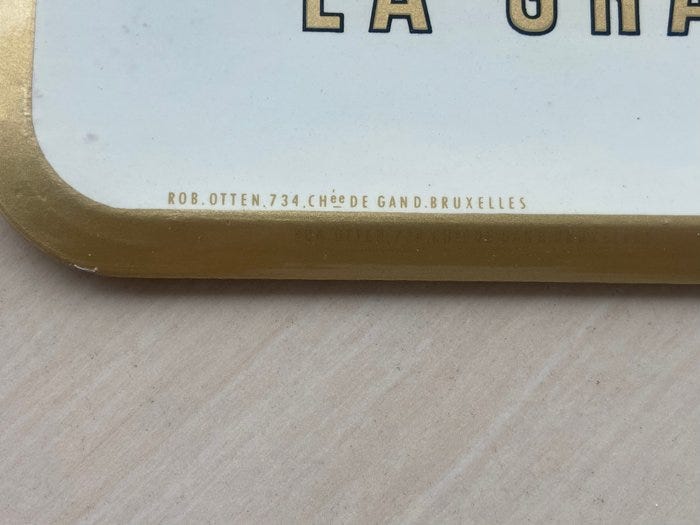 LA GRA
ROB.OTTEN.734.CHée DE GAND.BRUXELLES